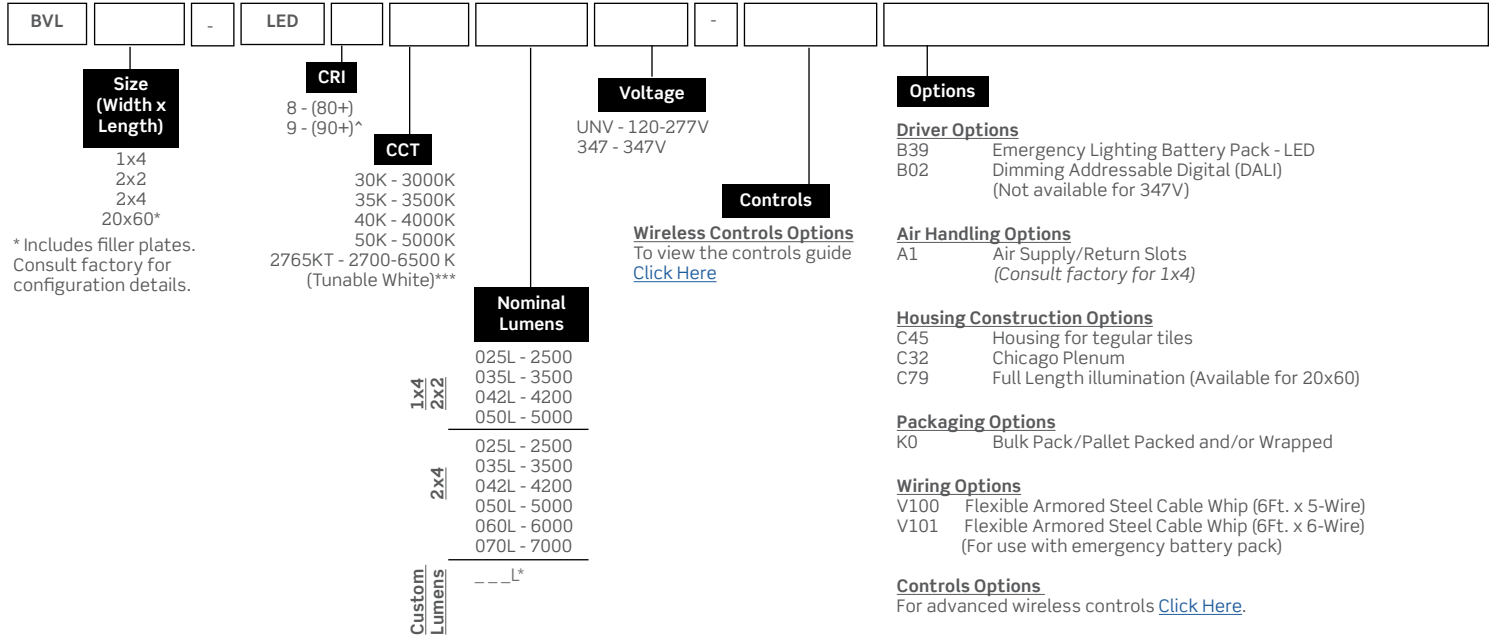 BVL - LED -
Size
(Width x
Length)
1x4
2x2
2x4
20x60*
* Includes filler plates.
Consult factory for
configuration details.
CRI
8 - (80+)
9 - (90+)^
CCT
30K - 3000K
35K - 3500K
40K - 4000K
50K - 5000K
2765KT - 2700-6500 K
(Tunable White)***
Nominal
Lumens
1x4
2x2
025L - 2500
035L - 3500
042L - 4200
050L - 5000
2x4
025L - 2500
035L - 3500
042L - 4200
050L - 5000
060L - 6000
070L - 7000
Custom
Lumens
_ _ _L*
Voltage
UNV - 120-277V
347 - 347V
Controls
Wireless Controls Options
To view the controls guide
Click Here
Options
Driver Options
B39 Emergency Lighting Battery Pack - LED
B02 Dimming Addressable Digital (DALI)
(Not available for 347V)
Air Handling Options
A1 Air Supply/Return Slots
(Consult factory for 1x4)
Housing Construction Options
C45 Housing for tegular tiles
C32 Chicago Plenum
C79 Full Length illumination (Available for 20x60)
Packaging Options
K0 Bulk Pack/Pallet Packed and/or Wrapped
Wiring Options
V100 Flexible Armored Steel Cable Whip (6Ft. x 5-Wire)
V101 Flexible Armored Steel Cable Whip (6Ft. x 6-Wire)
(For use with emergency battery pack)
Controls Options
For advanced wireless controls Click Here.